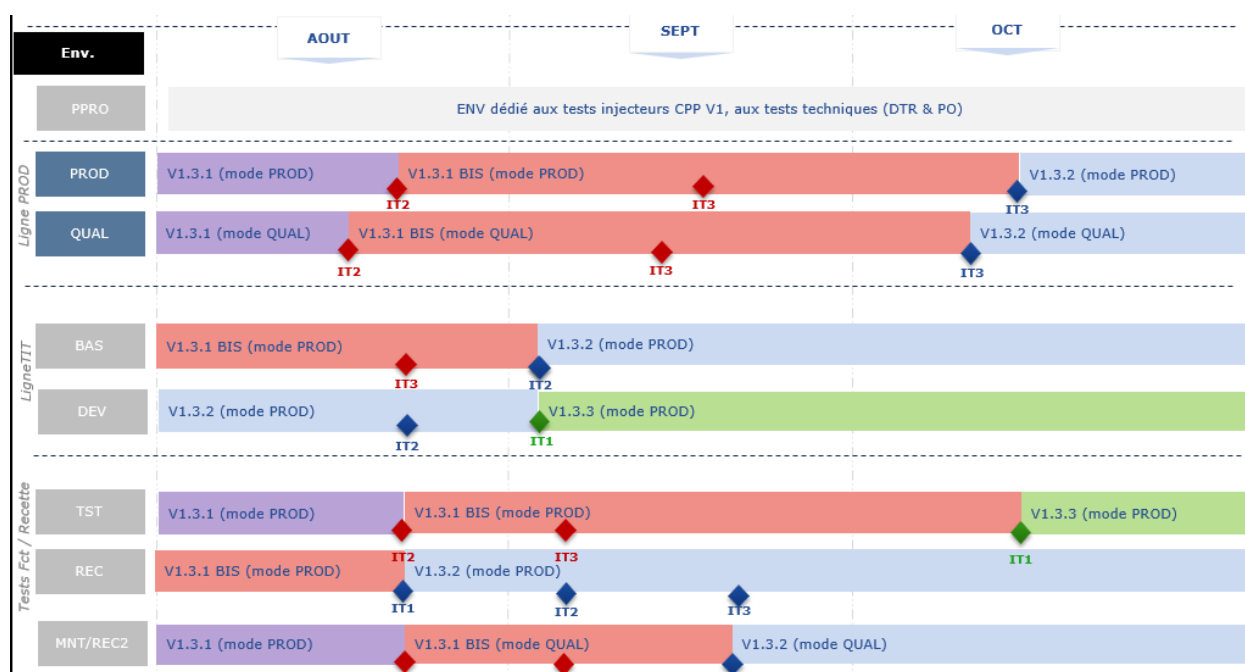 AOUT
SEPT
OCT
Env.
PPRO
ENV dédié aux tests injecteurs CPP V1, aux tests techniques (DTR & PO)
Ligne PROD
PROD
V1.3.1 (mode PROD)
V1.3.1 BIS (mode PROD)
V1.3.2 (mode PROD)
IT2
IT3
IT3
QUAL
V1.3.1 (mode QUAL)
V1.3.1 BIS (mode QUAL)
V1.3.2 (mode QUAL)
IT2
IT3
IT3
LigneTIT
BAS
V1.3.1 BIS (mode PROD)
V1.3.2 (mode PROD)
IT3
IT2
DEV
V1.3.2 (mode PROD)
V1.3.3 (mode PROD)
IT2
IT1
Tests Fct / Recette
TST
V1.3.1 (mode PROD)
V1.3.1 BIS (mode PROD)
V1.3.3 (mode PROD)
IT2
IT3
IT1
REC
V1.3.1 BIS (mode PROD)
V1.3.2 (mode PROD)
IT1
IT2
IT3
MNT/REC2
V1.3.1 (mode PROD)
V1.3.1 BIS (mode QUAL)
V1.3.2 (mode QUAL)